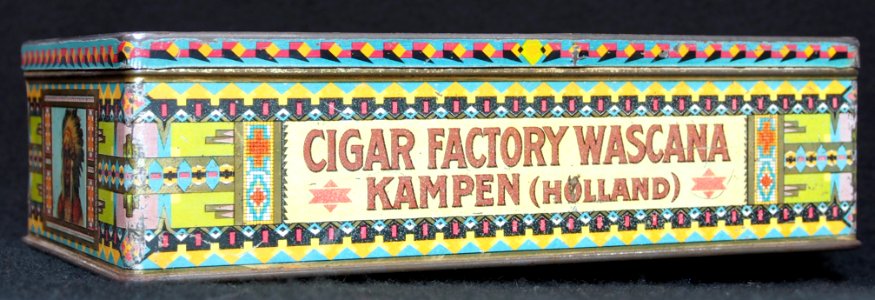 CIGAR FACTORY WASCANA
KAMPEN (HOLLAND)